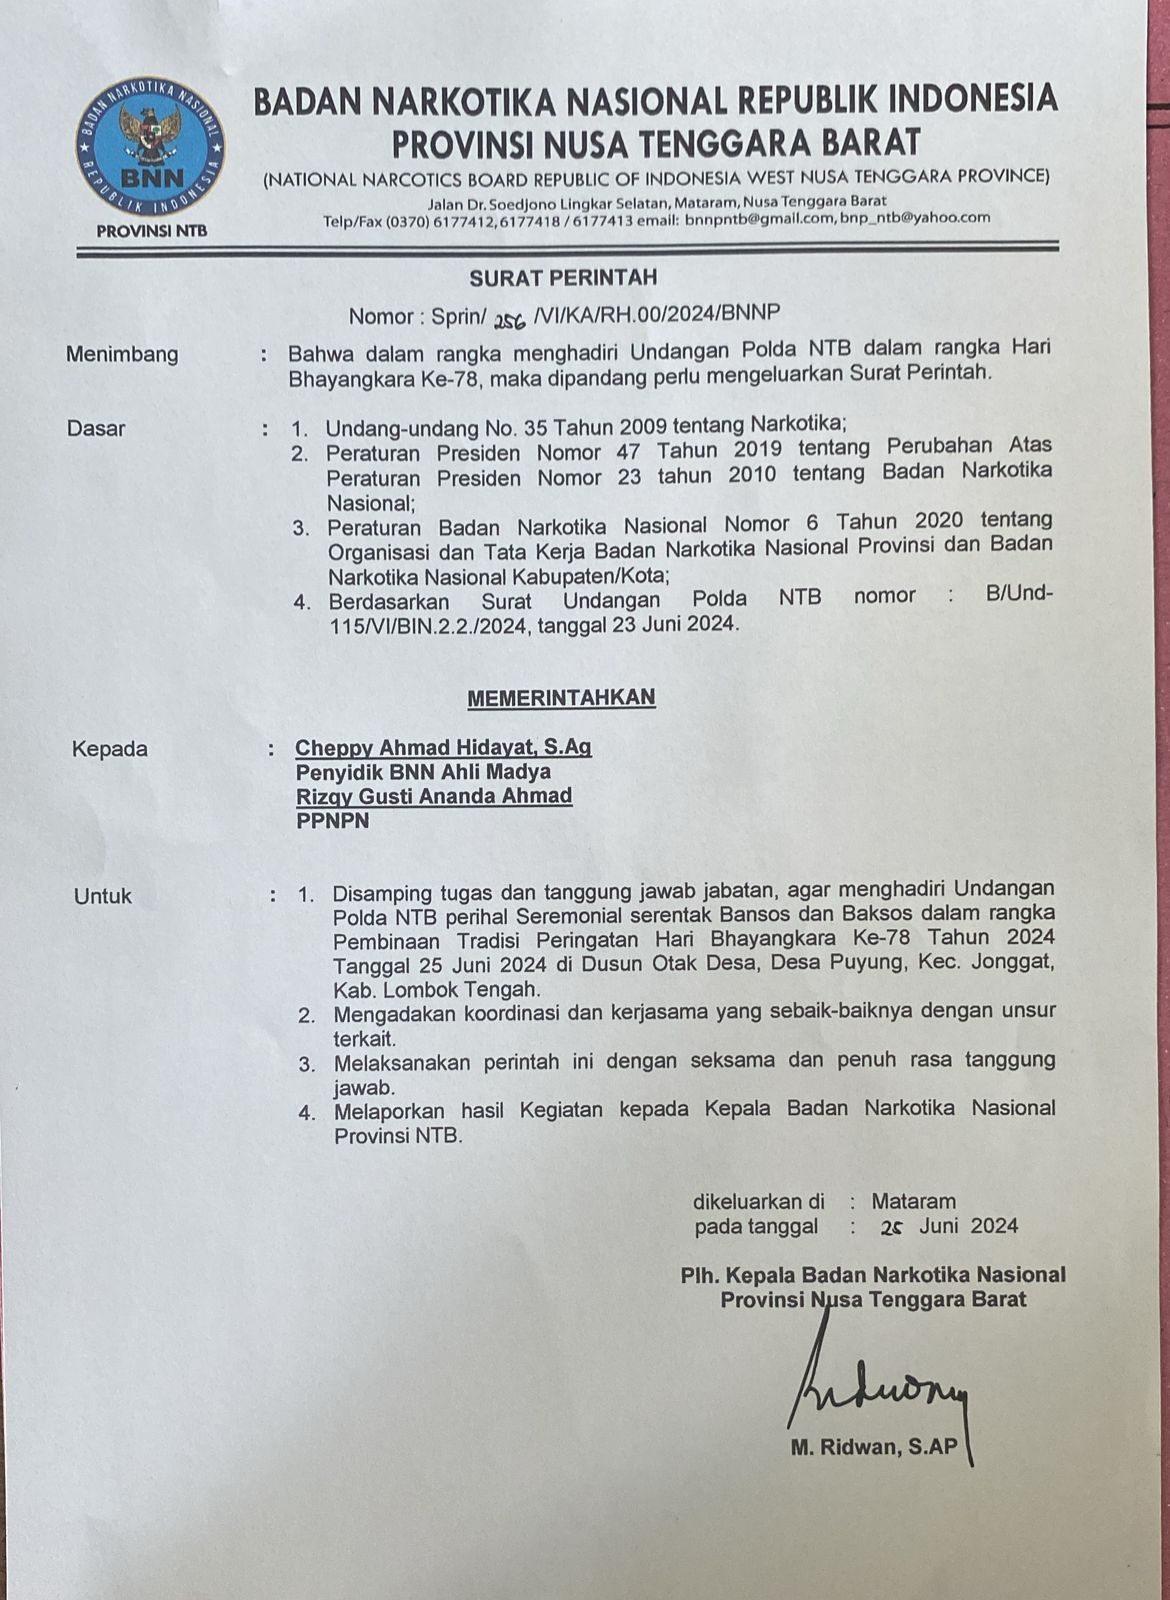 BADAN NARKOTIKA NASIONAL REPUBLIK INDONESIA
BNN
PROVINSI NTB
BADAN NARKOTIKA NASIONAL REPUBLIK INDONESIA
PROVINSI NUSA TENGGARA BARAT
(NATIONAL NARCOTICS BOARD REPUBLIC OF INDONESIA WEST NUSA TENGGARA PROVINCE)
Jalan Dr. Soedjono Lingkar Selatan, Mataram, Nusa Tenggara Barat
Telp/Fax (0370) 6177412, 6177418 / 6177413 email: bnnpntb@gmail.com, bnp_ntb@yahoo.com
SURAT PERINTAH
Nomor : Sprin/ 256 /VI/KA/RH.00/2024/BNNP
Menimbang : Bahwa dalam rangka menghadiri Undangan Polda NTB dalam rangka Hari
Bhayangkara Ke-78, maka dipandang perlu mengeluarkan Surat Perintah.
Dasar : 1. Undang-undang No. 35 Tahun 2009 tentang Narkotika;
2. Peraturan Presiden Nomor 47 Tahun 2019 tentang Perubahan Atas
Peraturan Presiden Nomor 23 tahun 2010 tentang Badan Narkotika
Nasional;
3. Peraturan Badan Narkotika Nasional Nomor 6 Tahun 2020 tentang
Organisasi dan Tata Kerja Badan Narkotika Nasional Provinsi dan Badan
Narkotika Nasional Kabupaten/Kota;
4. Berdasarkan Surat Undangan Polda NTB nomor : B/Und-
115/VI/BIN.2.2./2024, tanggal 23 Juni 2024.
MEMERINTAHKAN
Kepada : Cheppy Ahmad Hidayat, S.Ag
Penyidik BNN Ahli Madya
Rizqy Gusti Ananda Ahmad
PPNPN
Untuk : 1. Disamping tugas dan tanggung jawab jabatan, agar menghadiri Undangan
Polda NTB perihal Seremonial serentak Bansos dan Baksos dalam rangka
Pembinaan Tradisi Peringatan Hari Bhayangkara Ke-78 Tahun 2024
Tanggal 25 Juni 2024 di Dusun Otak Desa, Desa Puyung, Kec. Jonggat,
Kab. Lombok Tengah.
2. Mengadakan koordinasi dan kerjasama yang sebaik-baiknya dengan unsur
terkait.
3. Melaksanakan perintah ini dengan seksama dan penuh rasa tanggung
jawab.
4. Melaporkan hasil Kegiatan kepada Kepala Badan Narkotika Nasional
Provinsi NTB.
dikeluarkan di : Mataram
pada tanggal : 25 Juni 2024
Plh. Kepala Badan Narkotika Nasional
Provinsi Nusa Tenggara Barat
M. Ridwan, S.AP